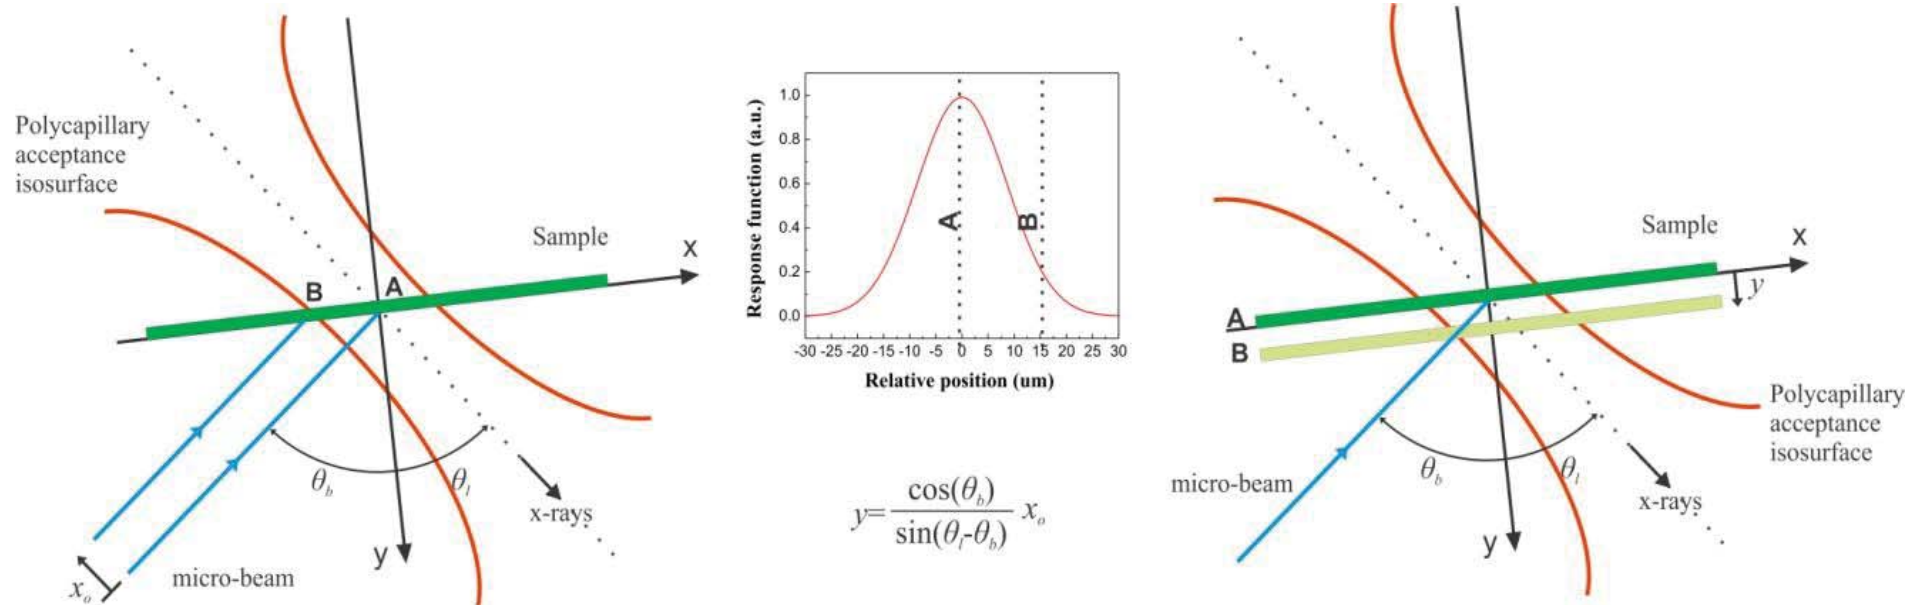 Polycapillary
acceptance
isosurface
Sample
x
B
A
θb
θl
x-rays
y
micro-beam
xo
Response function (a.u.)
1.0
0.8
0.6
0.4
0.2
0.0
A
B
-30 -25 -20 -15 -10 -5 0 5 10 15 20 25 30
Relative position (um)
y= cos(θb) / sin(θl-θb) xo
Sample
x
y
A
B
Polycapillary
acceptance
isosurface
micro-beam
θb
θl
x-rays
y